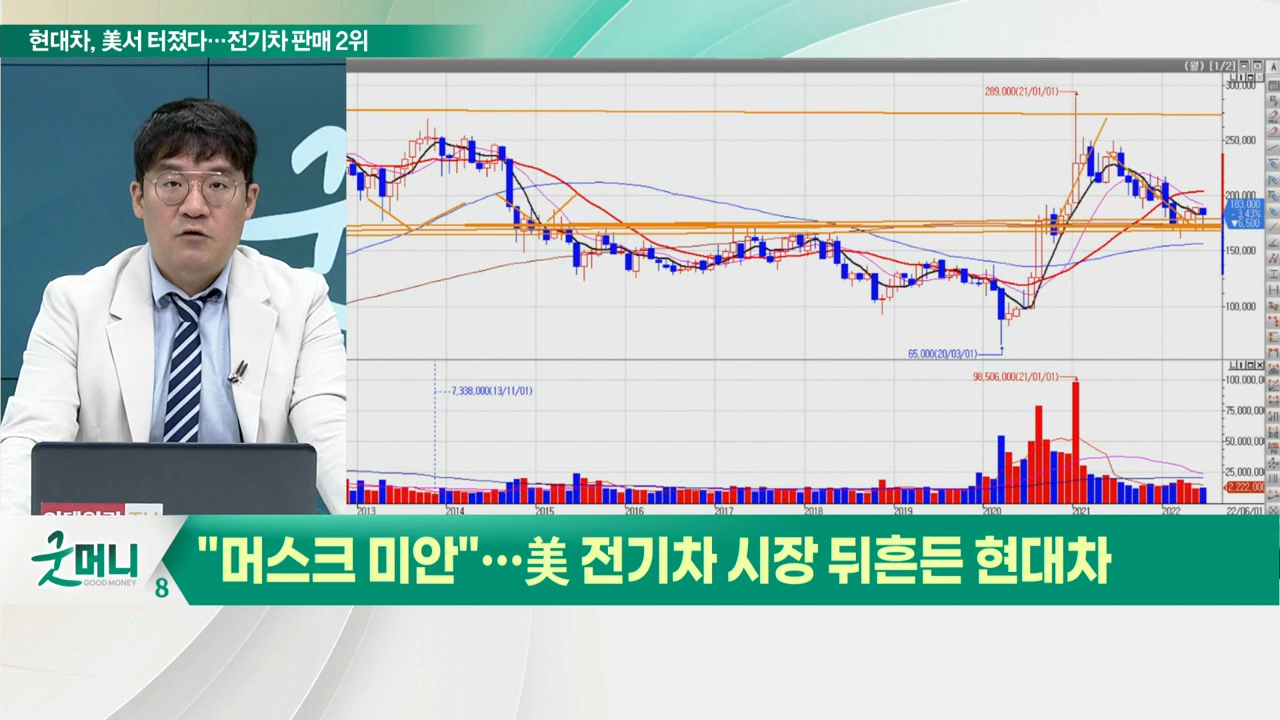 현대차, 美서 터졌다…전기차 판매 2위
(월) [1/2]
A
289,000(21/01/01)
300,000
250,000
200,000
183,000
-3.43%
▼6,500
150,000
100,000
65,000(20/03/01)
98,506,000(21/01/01)
7,338,000(13/11/01)
100,000,00
75,000,00
50,000,00
25,000,00
2,222,00
2013 2014 2015 2016 2017 2018 2019 2020 2021 2022 22/06/01
굿머니
GOOD MONEY
8
"머스크 미안"…美 전기차 시장 뒤흔든 현대차